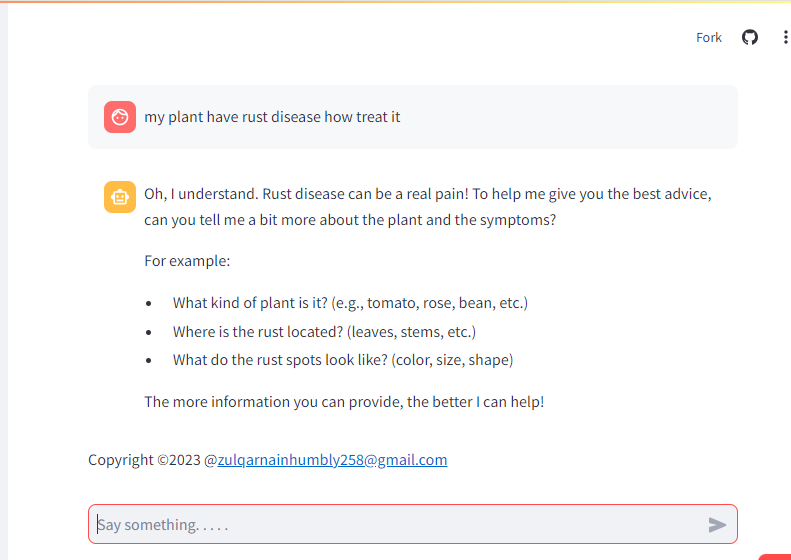 Fork
my plant have rust disease how treat it
Oh, I understand. Rust disease can be a real pain! To help me give you the best advice,
can you tell me a bit more about the plant and the symptoms?
For example:
• What kind of plant is it? (e.g., tomato, rose, bean, etc.)
• Where is the rust located? (leaves, stems, etc.)
• What do the rust spots look like? (color, size, shape)
The more information you can provide, the better I can help!
Copyright ©2023 @zulqarnainhumbly258@gmail.com
Say something. . . . .